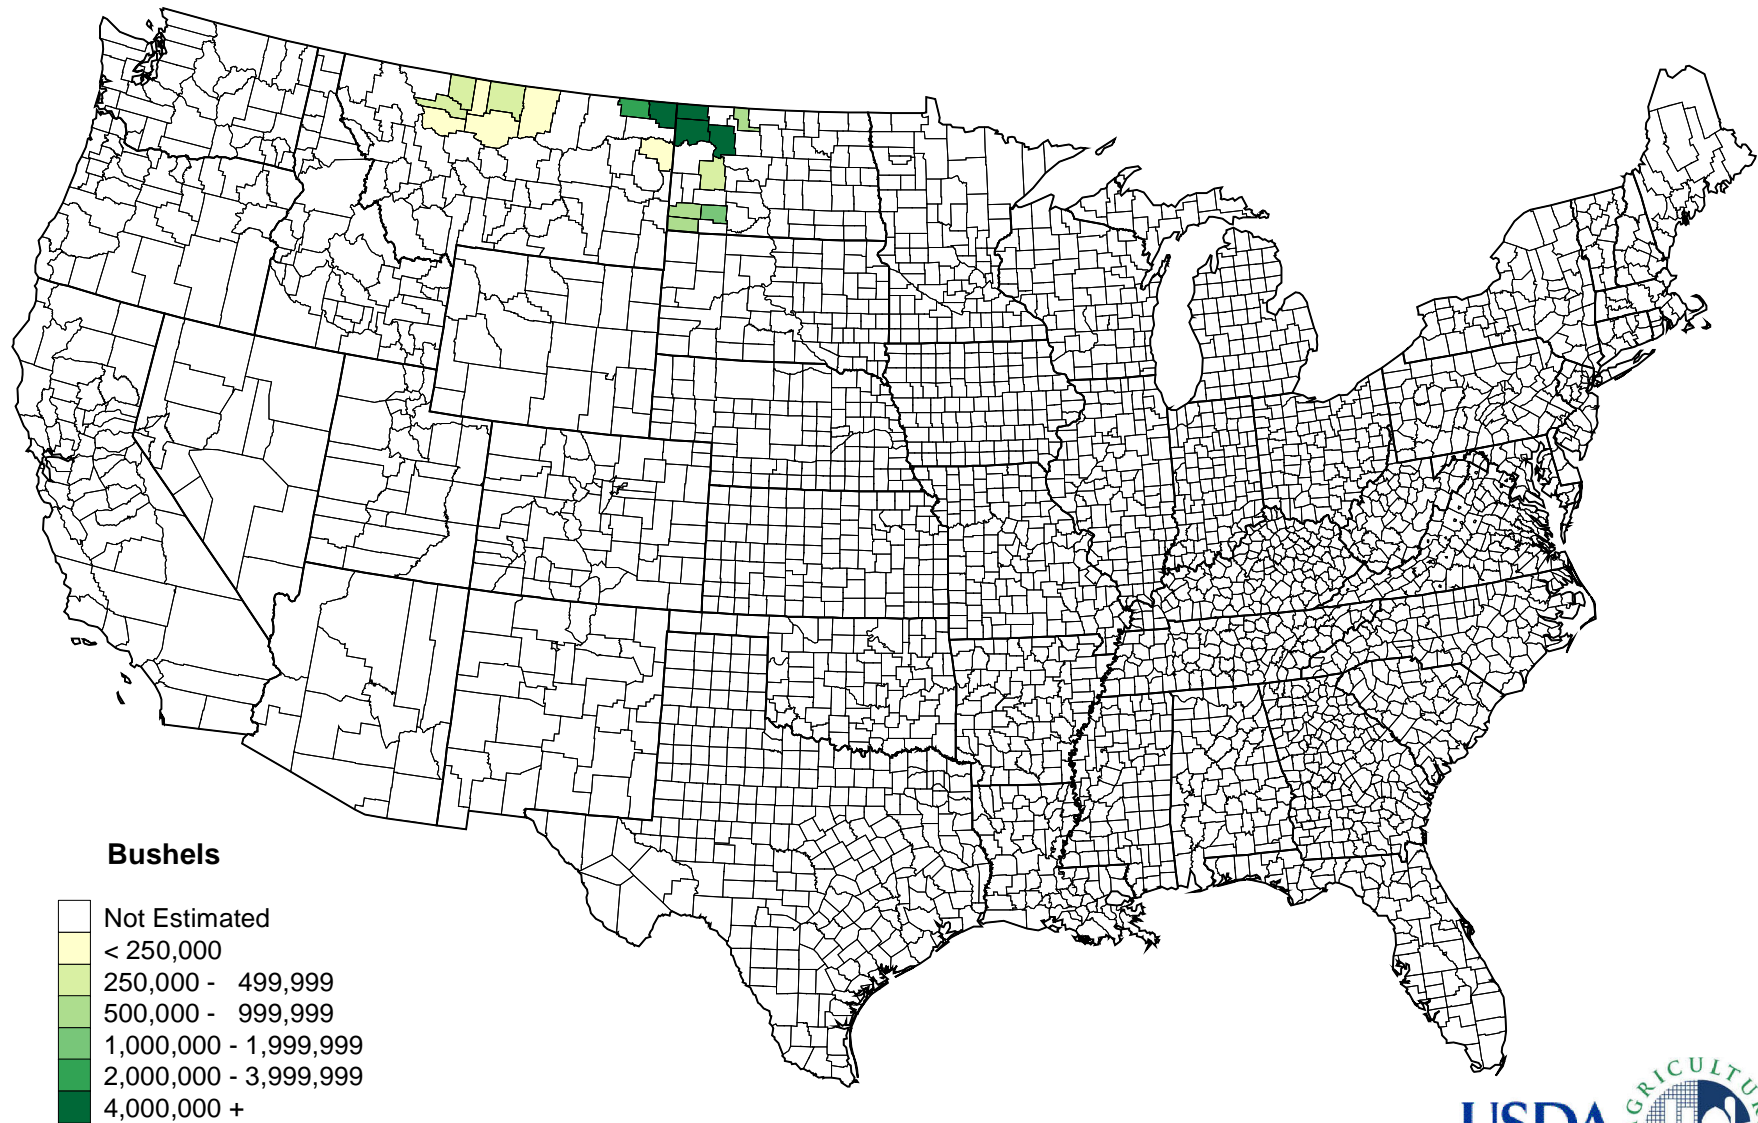 Bushels
Not Estimated
< 250,000
250,000 - 499,999
500,000 - 999,999
1,000,000 - 1,999,999
2,000,000 - 3,999,999
4,000,000 +
USDA
AGRICULTU